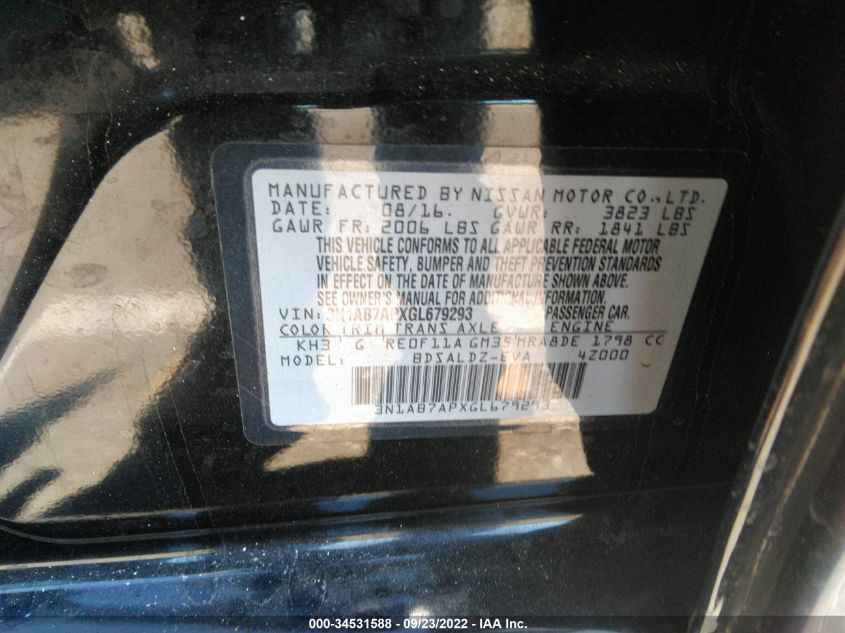 MANUFACTURED BY NISSAN MOTOR CO., LTD.
DATE: 08/16. GVWR: 3823 LBS
GAWR FR: 2006 LBS GAWR RR: 1841 LBS
THIS VEHICLE CONFORMS TO ALL APPLICABLE FEDERAL MOTOR
VEHICLE SAFETY, BUMPER AND THEFT PREVENTION STANDARDS
IN EFFECT ON THE DATE OF MANUFACTURE SHOWN ABOVE.
SEE OWNER'S MANUAL FOR ADDITIONAL INFORMATION.
VIN: 3N1AB7APXGL679293 PASSENGER CAR.
COLOR TRIM TRANS AXLE ENGINE
KH3 G RE0F11A GM35 MRA8DE 1798 CC
MODEL: BDSALDZ-EVA 4Z000
3N1AB7APXGL679293
000-34531588 - 09/23/2022 - IAA Inc.